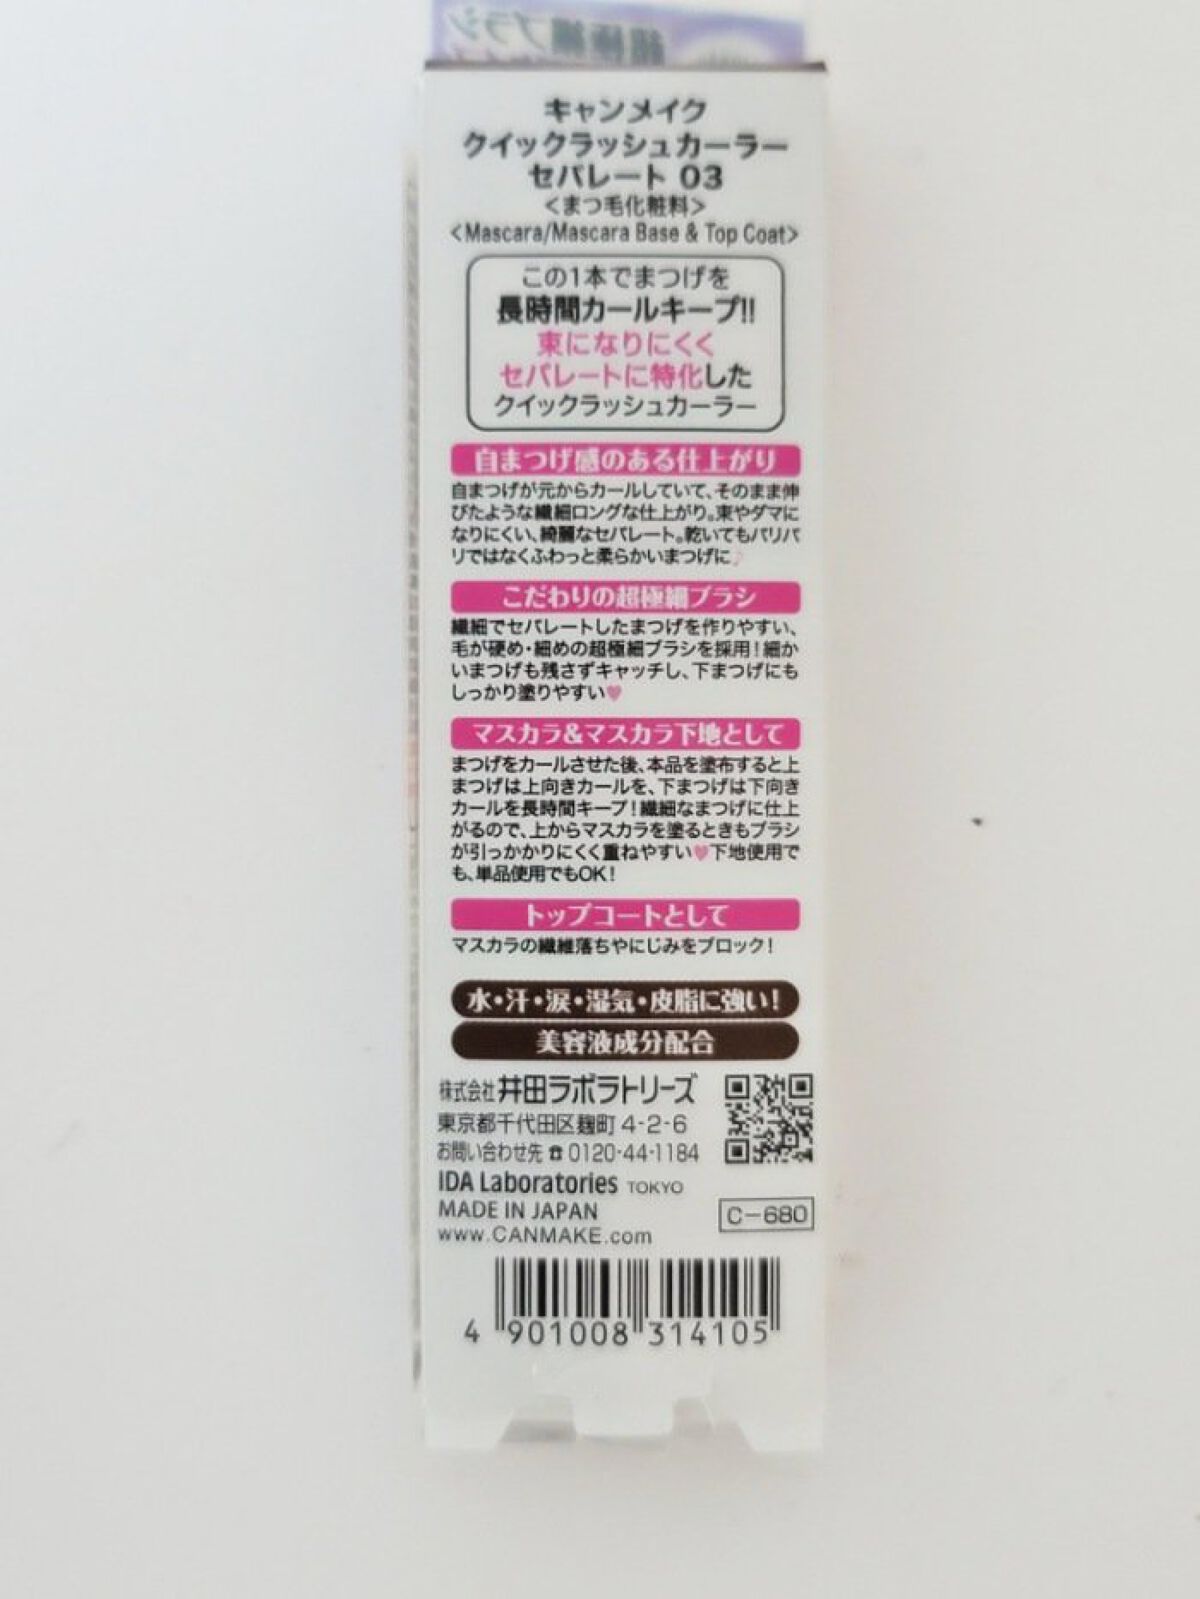 超極細ブラシ
キャンメイク
クイックラッシュカーラー
セパレート 03
<まつ毛化粧料>
<Mascara/Mascara Base & Top Coat>
この1本でまつげを
長時間カールキープ!!
束になりにくく
セパレートに特化した
クイックラッシュカーラー
自まつげ感のある仕上がり
自まつげが元からカールしていて、そのまま伸
びたような繊細ロングな仕上がり。束やダマに
なりにくい、綺麗なセパレート。乾いてもパリパ
リではなくふわっと柔らかいまつげに♪
こだわりの超極細ブラシ
繊細でセパレートしたまつげを作りやすい、
毛が硬め・細めの超極細ブラシを採用!細か
いまつげも残さずキャッチし、下まつげにも
しっかり塗りやすい♥
マスカラ&マスカラ下地として
まつげをカールさせた後、本品を塗布すると上
まつげは上向きカールを、下まつげは下向き
カールを長時間キープ!繊細なまつげに仕上
がるので、上からマスカラを塗るときもブラシ
が引っかかりにくく重ねやすい♥下地使用で
も、単品使用でもOK!
トップコートとして
マスカラの繊維落ちやにじみをブロック!
水・汗・涙・湿気・皮脂に強い!
美容液成分配合
株式会社 井田ラボラトリーズ
東京都千代田区麹町 4-2-6
お問い合わせ先 ☎ 0120-44-1184
IDA Laboratories TOKYO
MADE IN JAPAN
C-680
www.CANMAKE.com
4 901008 314105